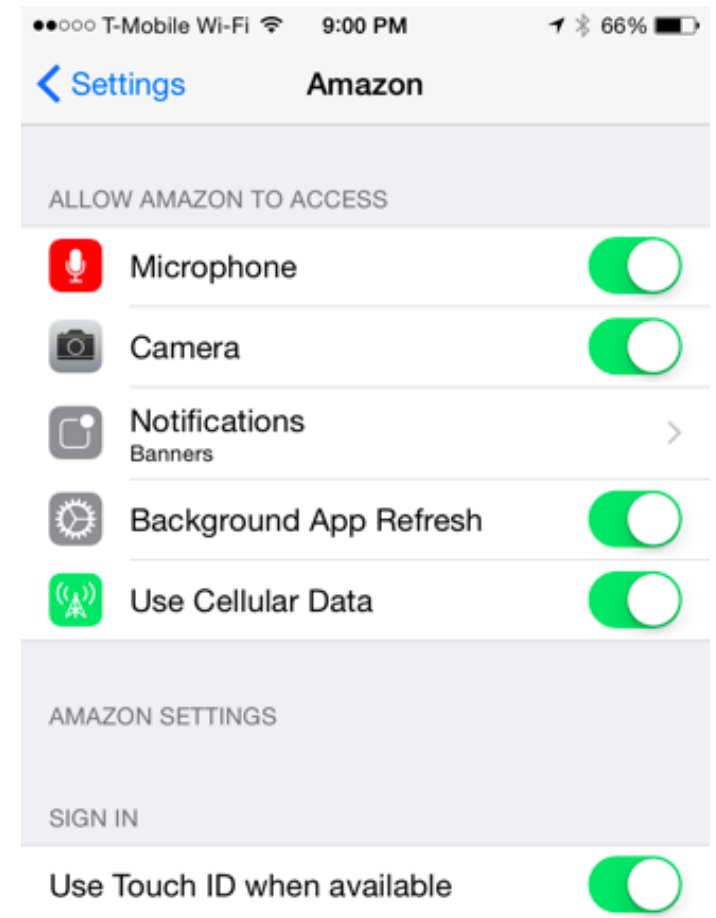 T-Mobile Wi-Fi 9:00 PM 66%
Settings Amazon
ALLOW AMAZON TO ACCESS
Microphone
Camera
Notifications
Banners
Background App Refresh
Use Cellular Data
AMAZON SETTINGS
SIGN IN
Use Touch ID when available